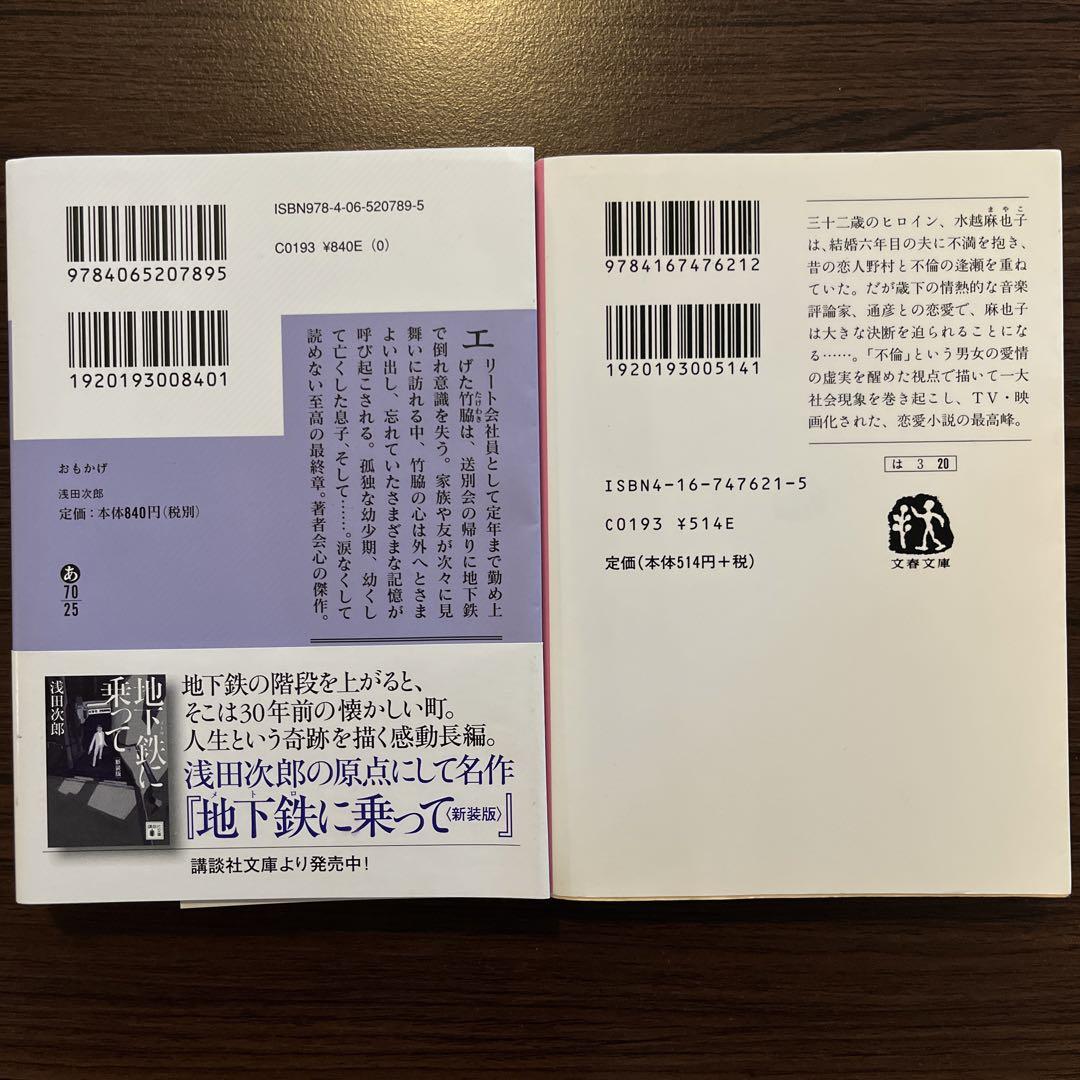 9784065207895
ISBN978-4-06-520789-5
C0193 ¥840E (0)
1920193008401
おもかげ
浅田次郎
定価:本体840円(税別)
あ
70
25
エリート会社員として定年まで勤め上
げた竹脇は、送別会の帰りに地下鉄
たけわき
で倒れ意識を失う。家族や友が次々に見
舞いに訪れる中、竹脇の心は外へとさま
よい出し、忘れていたさまざまな記憶が
呼び起こされる。孤独な幼少期、幼くし
て亡くした息子、そして……。涙なくして
読めない至高の最終章。著者会心の傑作。
地下鉄に
乗って
新装版
浅田次郎
講談社文庫
地下鉄の階段を上がると、
そこは30年前の懐かしい町。
人生という奇跡を描く感動長編。
浅田次郎の原点にして名作
メトロ
『地下鉄に乗って〈新装版〉』
講談社文庫より発売中!
9784167476212
1920193005141
まやこ
三十二歳のヒロイン、水越麻也子
は、結婚六年目の夫に不満を抱き、
昔の恋人野村と不倫の逢瀬を重ね
ていた。だが歳下の情熱的な音楽
評論家、通彦との恋愛で、麻也子
は大きな決断を迫られることにな
る……。「不倫」という男女の愛情
の虚実を醒めた視点で描いて一大
社会現象を巻き起こし、TV・映
画化された、恋愛小説の最高峰。
は 3 20
ISBN4-16-747621-5
C0193 ¥514E
定価(本体514円+税)
文春文庫